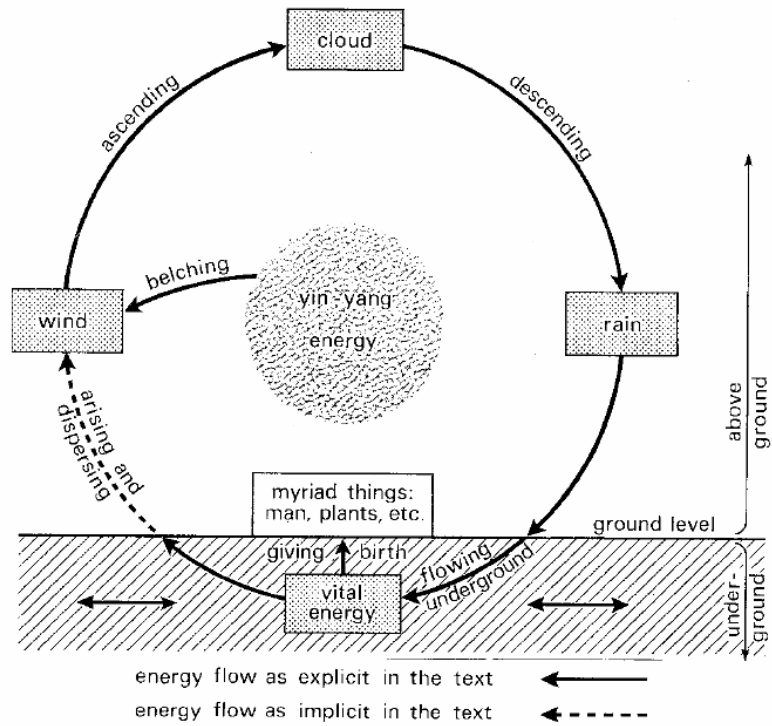 cloud
ascending
descending
belching
yin-yang
energy
wind
rain
arising and
dispersing
above
ground
myriad things:
man, plants, etc.
ground level
giving birth
flowing
underground
vital
energy
under-
ground
energy flow as explicit in the text
energy flow as implicit in the text